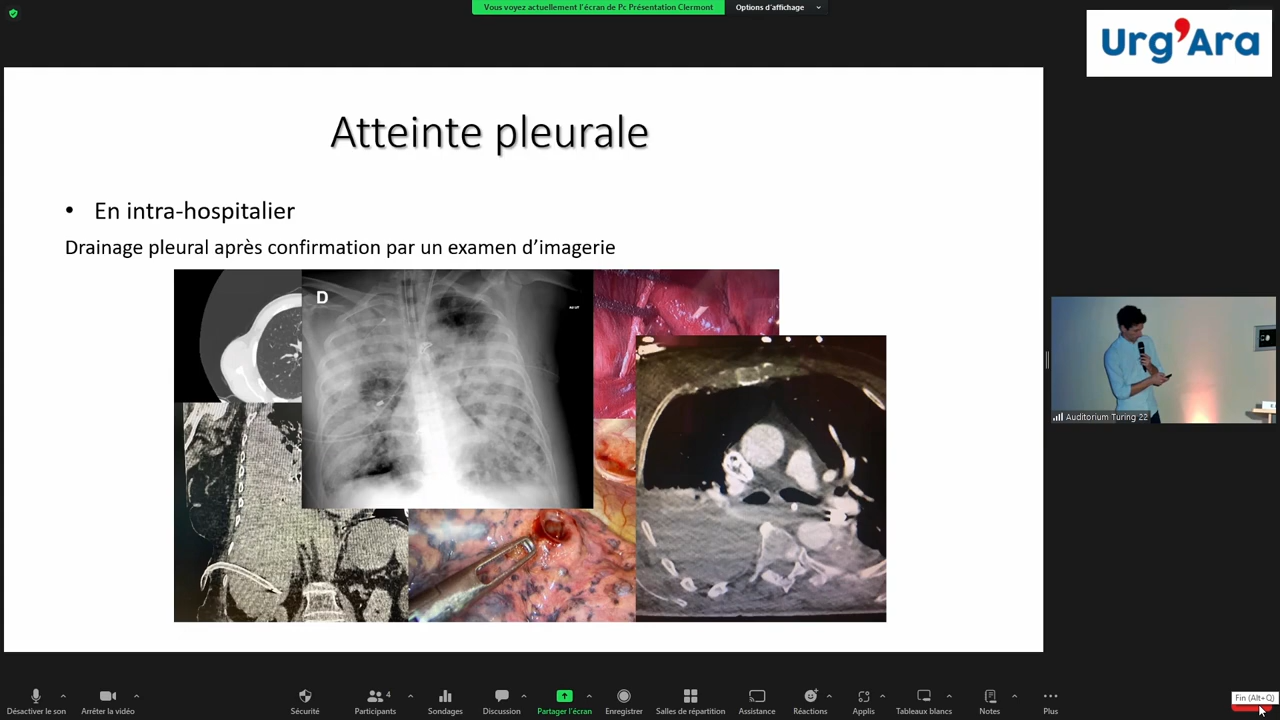 Vous voyez actuellement l'écran de Pc Présentation Clermont
Options d'affichage
Urg'Ara
Atteinte pleurale
• En intra-hospitalier
Drainage pleural après confirmation par un examen d’imagerie
D
Auditorium Turing 22
Fin (Alt+Q)
4
Désactiver le son
Arrêter la vidéo
Sécurité
Participants
Sondages
Discussion
Partager l'écran
Enregistrer
Salles de répartition
Assistance
Réactions
Applis
Tableaux blancs
Notes
Plus